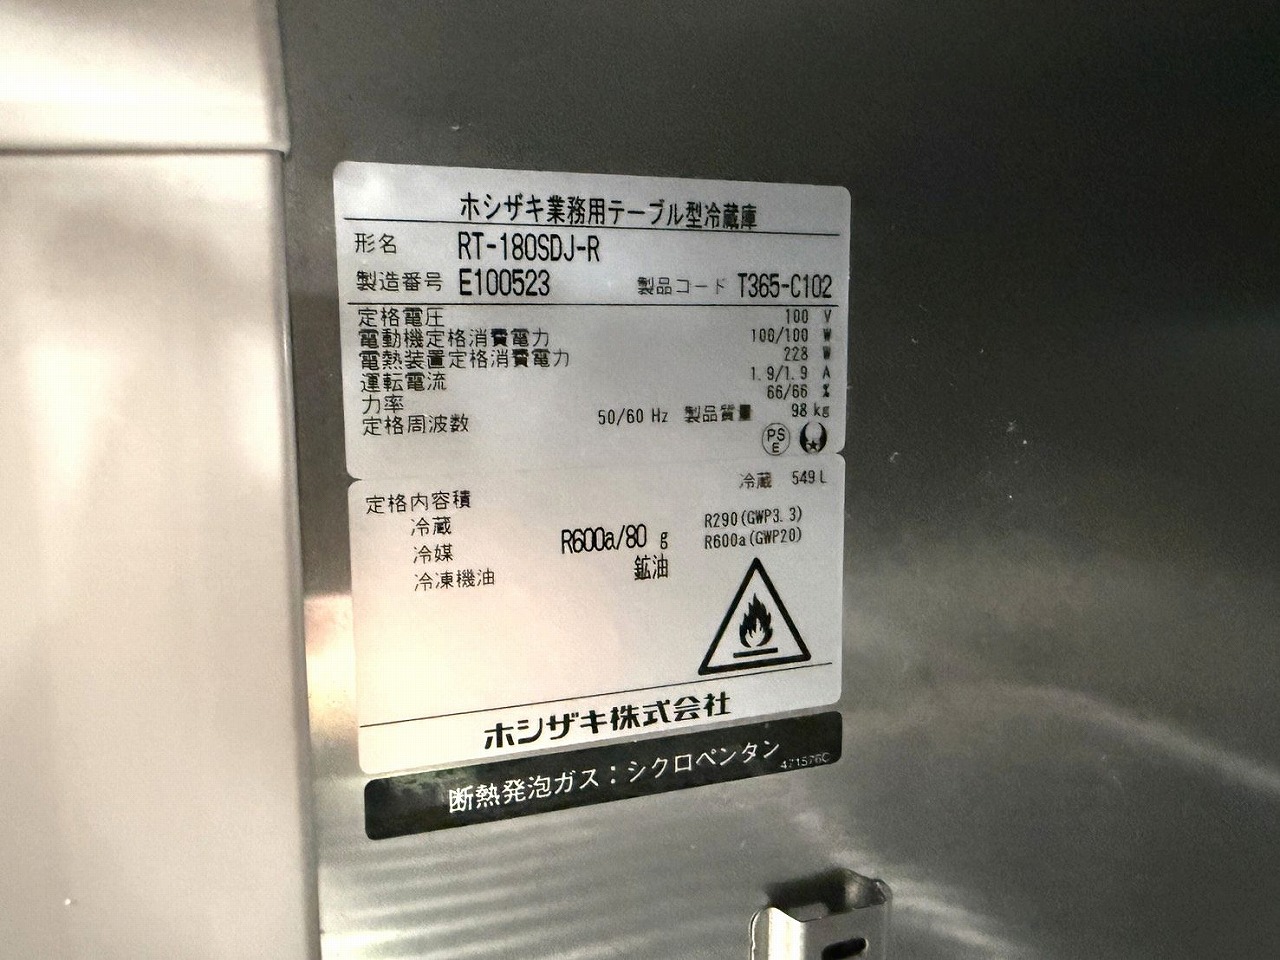 ホシザキ業務用テーブル型冷蔵庫
形名 RT-180SDJ-R
製造番号 E100523 製品コード T365-C102
定格電圧 100 V
電動機定格消費電力 100/100 W
電熱装置定格消費電力 228 W
運転電流 1.9/1.9 A
力率 66/66 %
定格周波数 50/60 Hz 製品質量 98 kg
PS
E
定格内容積
冷蔵 冷蔵 549 L
冷媒 R600a/80 g R290(GWP3.3)
R600a(GWP20)
冷凍機油 鉱油
ホシザキ株式会社
断熱発泡ガス：シクロペンタン
471576C